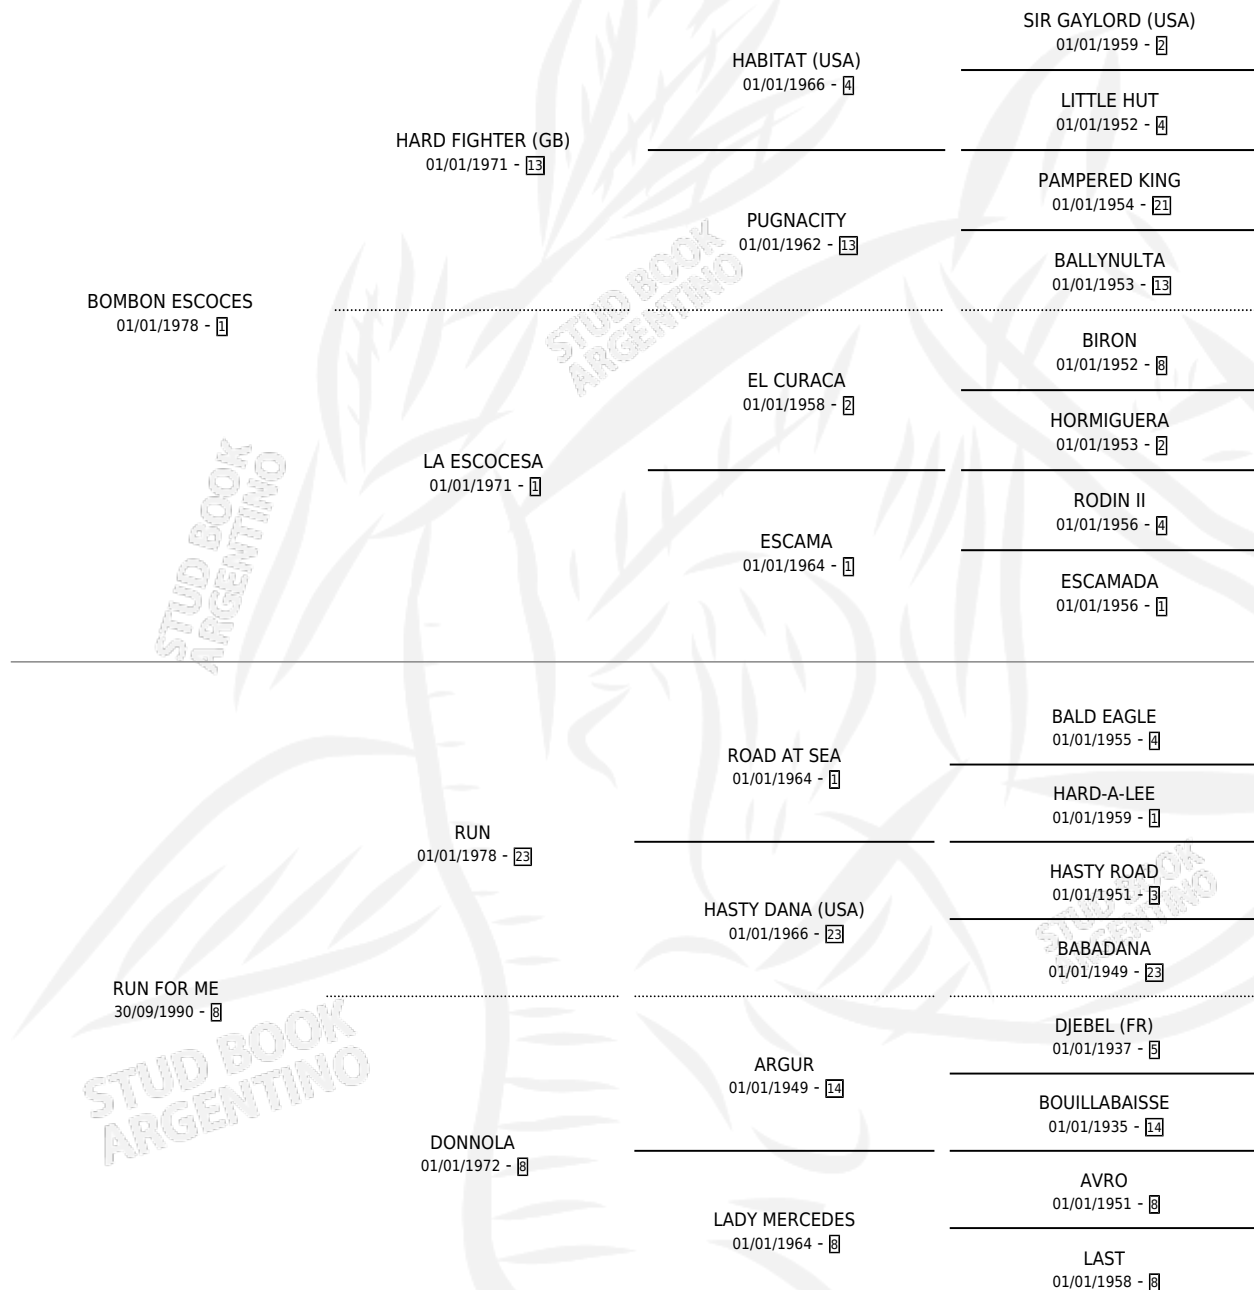 SIR GAYLORD (USA)
01/01/1959 - 2
HABITAT (USA)
01/01/1966 - 4
LITTLE HUT
01/01/1952 - 4
HARD FIGHTER (GB)
01/01/1971 - 13
PAMPERED KING
01/01/1954 - 21
PUGNACITY
01/01/1962 - 13
BALLYNULTA
01/01/1953 - 13
BOMBON ESCOCES
01/01/1978 - 1
BIRON
01/01/1952 - 8
EL CURACA
01/01/1958 - 2
HORMIGUERA
01/01/1953 - 2
LA ESCOCESA
01/01/1971 - 1
RODIN II
01/01/1956 - 4
ESCAMA
01/01/1964 - 1
ESCAMADA
01/01/1956 - 1
BALD EAGLE
01/01/1955 - 4
ROAD AT SEA
01/01/1964 - 1
HARD-A-LEE
01/01/1959 - 1
RUN
01/01/1978 - 23
HASTY ROAD
01/01/1951 - 3
HASTY DANA (USA)
01/01/1966 - 23
BABADANA
01/01/1949 - 23
RUN FOR ME
30/09/1990 - 8
DJEBEL (FR)
01/01/1937 - 5
ARGUR
01/01/1949 - 14
BOUILLABAISSE
01/01/1935 - 14
DONNOLA
01/01/1972 - 8
AVRO
01/01/1951 - 8
LADY MERCEDES
01/01/1964 - 8
LAST
01/01/1958 - 8
STUD BOOK
ARGENTINO
STUD BOOK
ARGENTINO
STUD BOOK
ARGENTINO
STUD BOOK
ARGENTINO